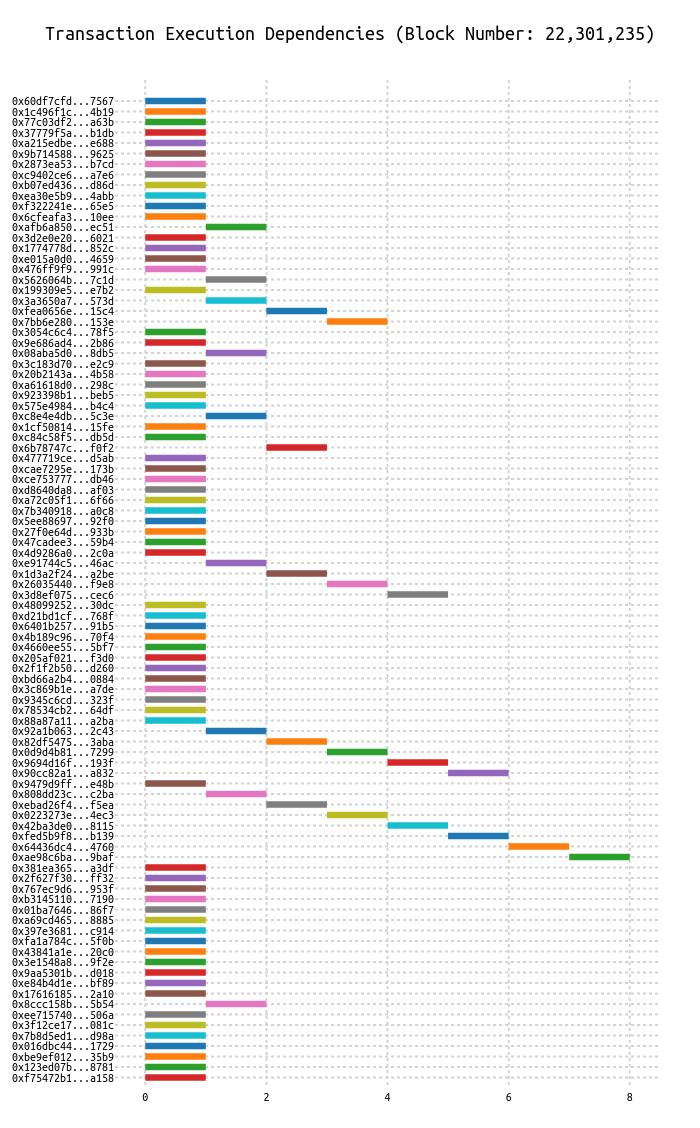 Transaction Execution Dependencies (Block Number: 22,301,235)
0x60df7cfd...7567
0x1c496f1c...4b19
0x77c03df2...a63b
0x37779f5a...b1db
0xa215edbe...e688
0x9b714588...9625
0x2873ea53...b7cd
0xc9402ce6...a7e6
0xb07ed436...d86d
0xea30e5b9...4abb
0xf322241e...65e5
0x6cfeafa3...10ee
0xafb6a850...ec51
0x3d2e0e20...6021
0x1774778d...852c
0xe015a0d0...4659
0x476ff9f9...991c
0x5626064b...7c1d
0x199309e5...e7b2
0x3a3650a7...573d
0xfea0656e...15c4
0x7bb6e280...153e
0x3054c6c4...78f5
0x9e686ad4...2b86
0x08aba5d0...8db5
0x3c183d70...e2c9
0x20b2143a...4b58
0xa61618d0...298c
0x923398b1...beb5
0x575e4984...b4c4
0xc8e4e4db...5c3e
0x1cf50814...15fe
0xc84c58f5...db5d
0x6b78747c...f0f2
0x477719ce...d5ab
0xcae7295e...173b
0xce753777...db46
0xd8640da8...af03
0xa72c05f1...6f66
0x7b340918...a0c8
0x5ee88697...92f0
0x27f0e64d...933b
0x47cadee3...59b4
0x4d9286a0...2c0a
0xe91744c5...46ac
0x1d3a2f24...a2be
0x26035440...f9e8
0x3d8ef075...cec6
0x48099252...30dc
0xd21bd1cf...768f
0x6401b257...91b5
0x4b189c96...70f4
0x4660ee55...5bf7
0x205af021...f3d0
0x2f1f2b50...d260
0xbd66a2b4...0884
0x3c869b1e...a7de
0x9345c6cd...323f
0x78534cb2...64df
0x88a87a11...a2ba
0x92a1b063...2c43
0x82df5475...3aba
0x0d9d4b81...7299
0x9694d16f...193f
0x90cc82a1...a832
0x9479d9ff...e48b
0x808dd23c...c2ba
0xebad26f4...f5ea
0x0223273e...4ec3
0x42ba3de0...8115
0xfed5b9f8...b139
0x64436dc4...4760
0xae98c6ba...9baf
0x381ea365...a3df
0x2f627f30...ff32
0x767ec9d6...953f
0xb3145110...7190
0x01ba7646...86f7
0xa69cd465...8885
0x397e3681...c914
0xfa1a784c...5f0b
0x43841a1e...20c0
0x3e1548a8...9f2e
0x9aa5301b...d018
0xe84b4d1e...bf89
0x17616185...2a10
0x8ccc158b...5b54
0xee715740...506a
0x3f12ce17...081c
0x7b8d5ed1...d98a
0x016dbc44...1729
0xbe9ef012...35b9
0x123ed07b...8781
0xf75472b1...a158
0 2 4 6 8